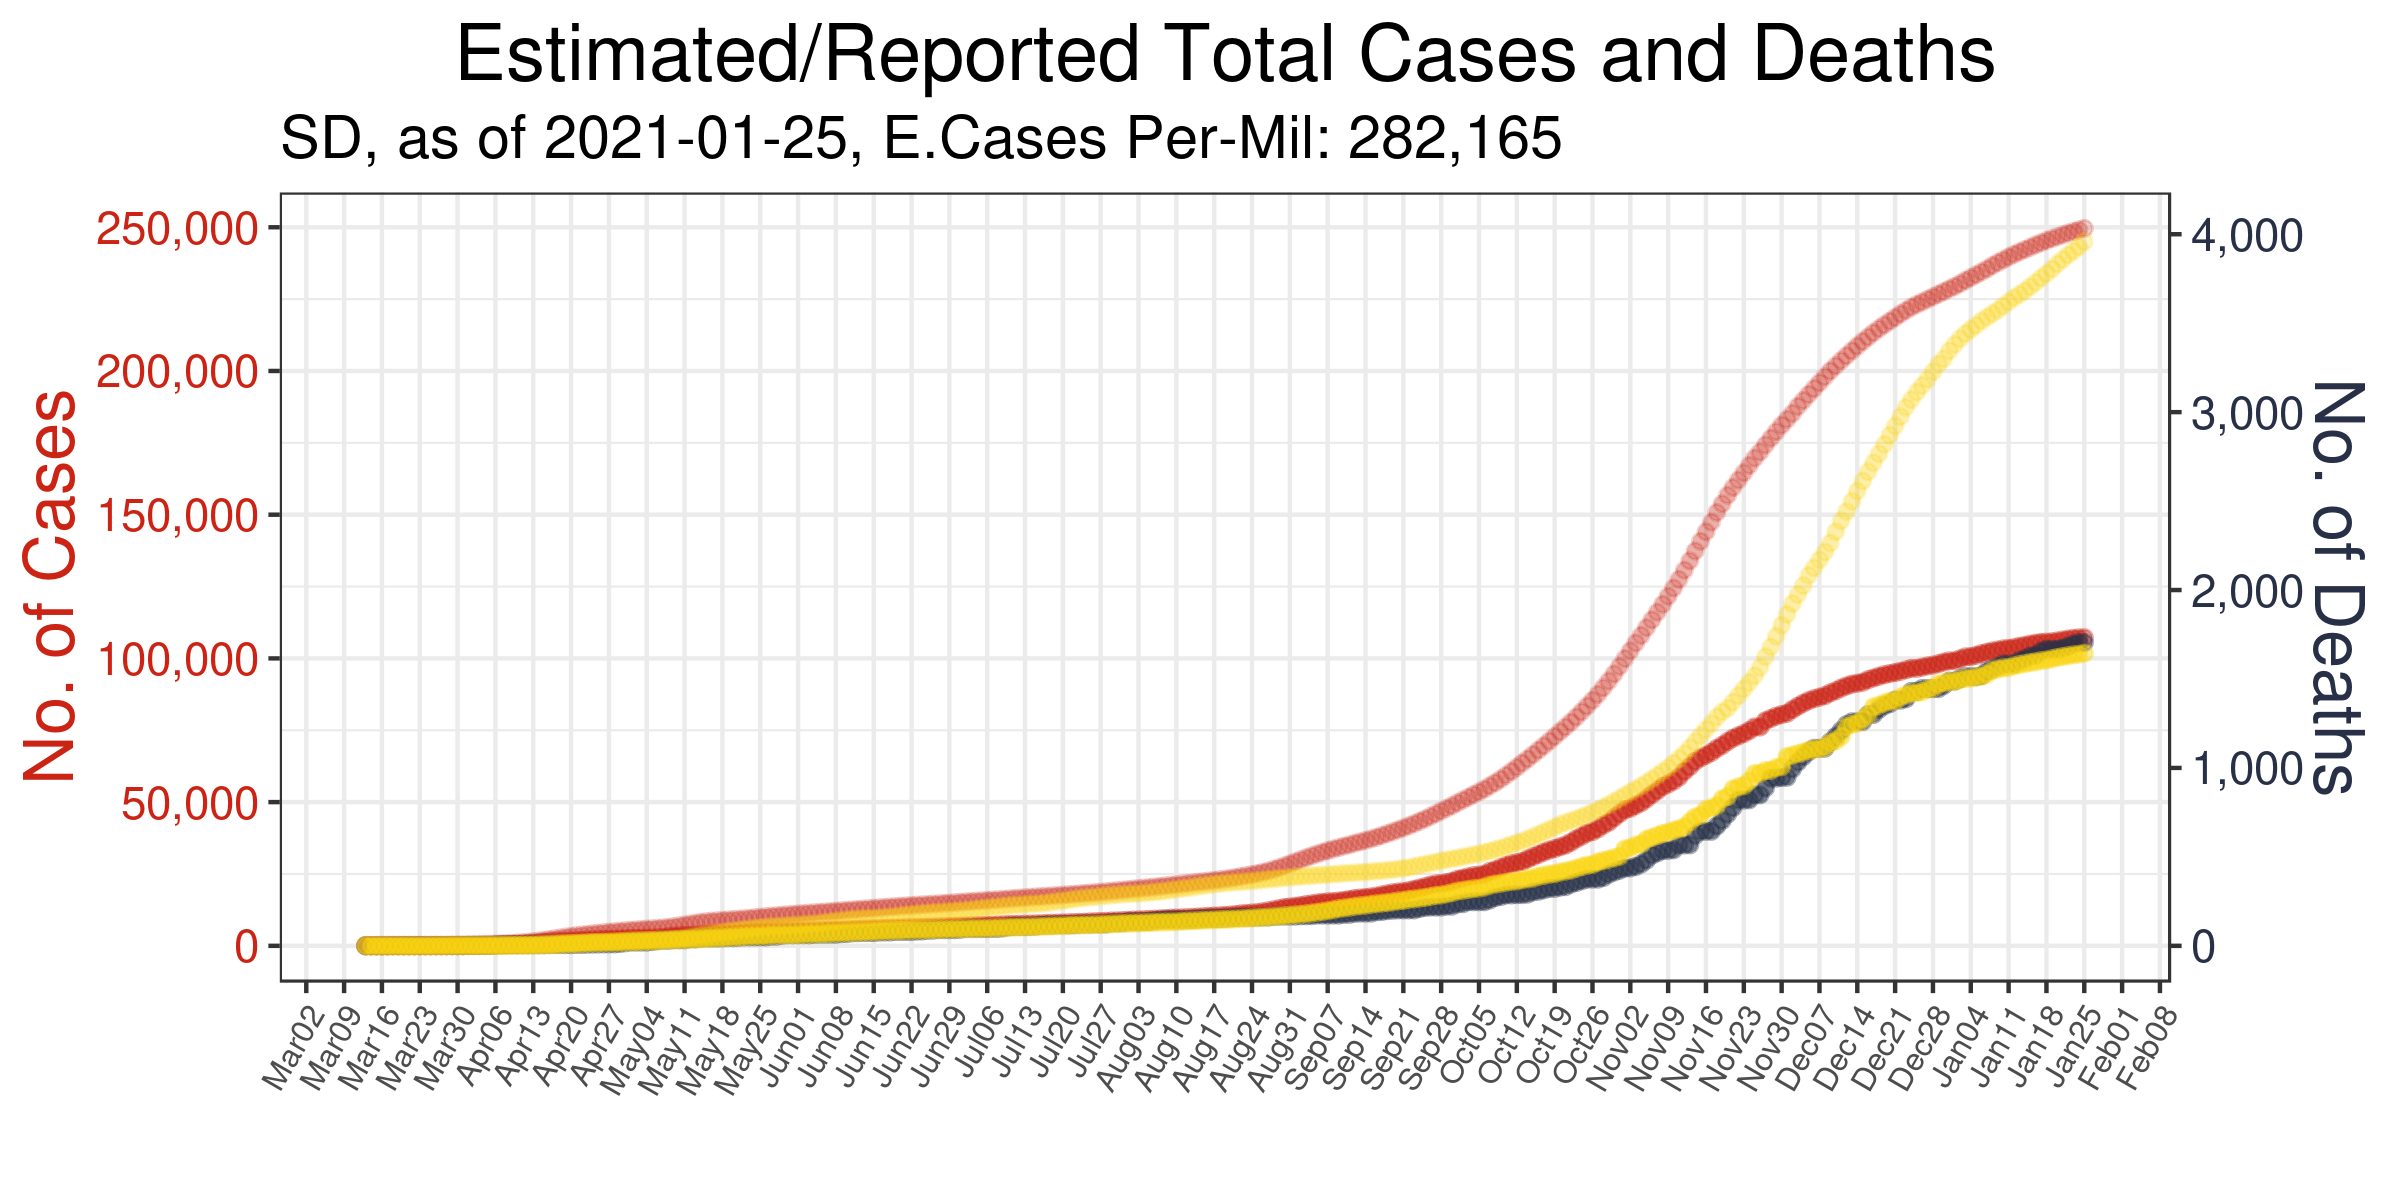 Estimated/Reported Total Cases and Deaths
SD, as of 2021-01-25, E.Cases Per-Mil: 282,165
No. of Cases
250,000
200,000
150,000
100,000
50,000
0
4,000
3,000
2,000
1,000
0
No. of Deaths
Mar02
Mar09
Mar16
Mar23
Mar30
Apr06
Apr13
Apr20
Apr27
May04
May11
May18
May25
Jun01
Jun08
Jun15
Jun22
Jun29
Jul06
Jul13
Jul20
Jul27
Aug03
Aug10
Aug17
Aug24
Aug31
Sep07
Sep14
Sep21
Sep28
Oct05
Oct12
Oct19
Oct26
Nov02
Nov09
Nov16
Nov23
Nov30
Dec07
Dec14
Dec21
Dec28
Jan04
Jan11
Jan18
Jan25
Feb01
Feb08